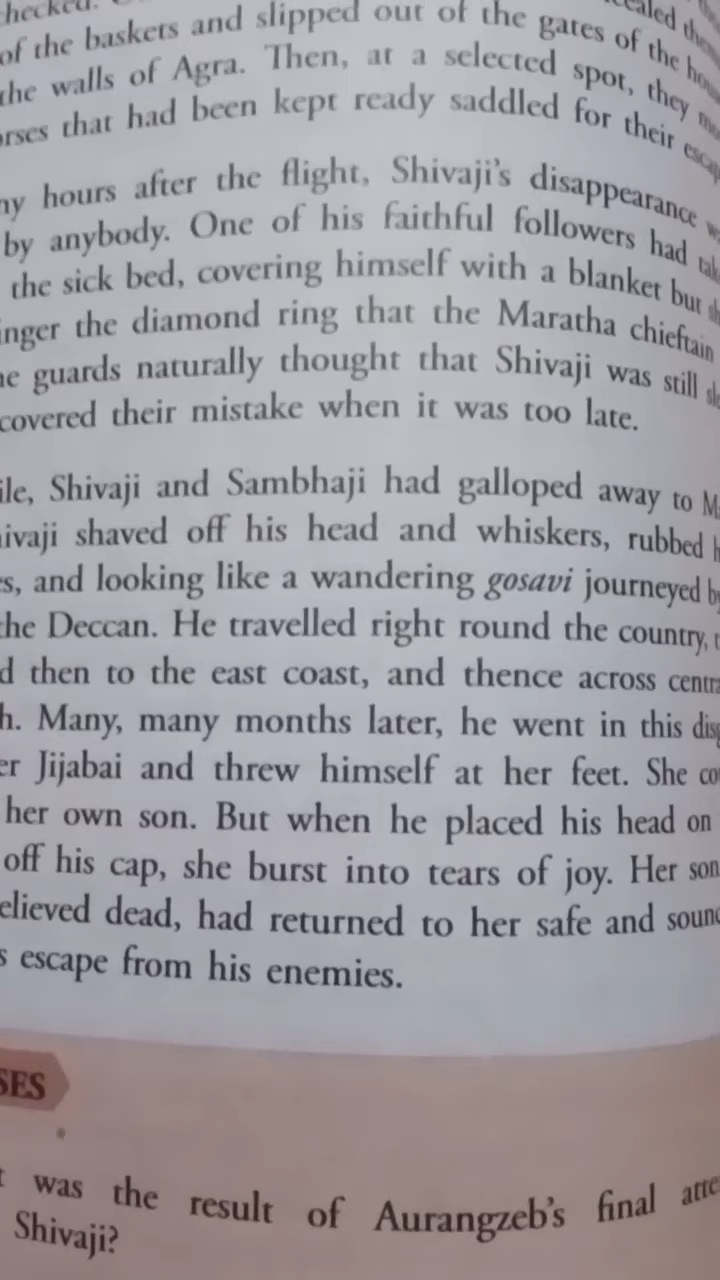 of the baskets and slipped out of the gates of the
the walls of Agra. Then, at a selected spot, they
that had been kept ready saddled for their
hours after the flight, Shivaji's disappearance
by anybody. One of his faithful followers had
the sick bed, covering himself with a blanket but
the diamond ring that the Maratha chieftain
guards naturally thought that Shivaji was still
covered their mistake when it was too late.
Shivaji and Sambhaji had galloped away to
shaved off his head and whiskers, rubbed
and looking like a wandering gosavi journeyed
the Deccan. He travelled right round the country,
then to the east coast, and thence across
Many, many months later, he went in this
Jijabai and threw himself at her feet. She
her own son. But when he placed his head on
off his cap, she burst into tears of joy. Her son
elieved dead, had returned to her safe and soun
escape from his enemies.
SES
was the result of Aurangzeb's final
Shivaji?